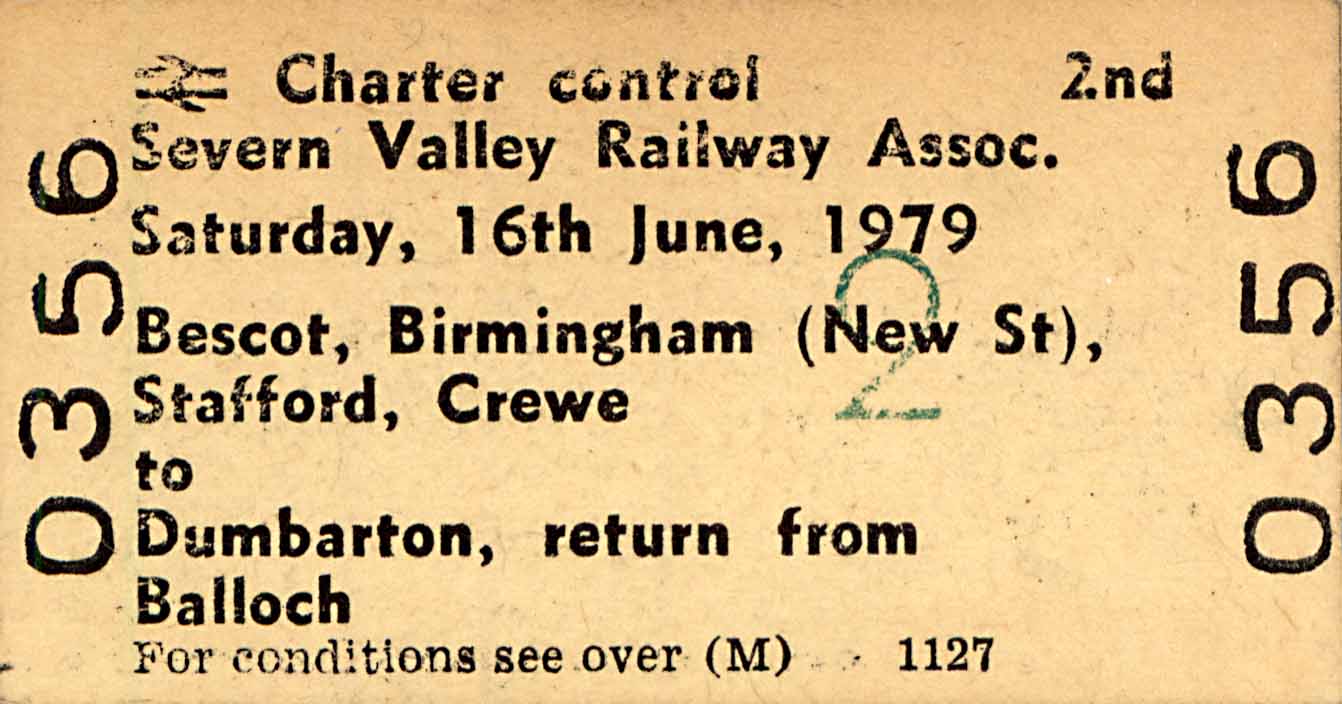 Charter control 2nd
Severn Valley Railway Assoc.
Saturday, 16th June, 1979
2
Bescot, Birmingham (New St),
Stafford, Crewe
to
Dumbarton, return from
Balloch
For conditions see over (M) 1127
0356
0356